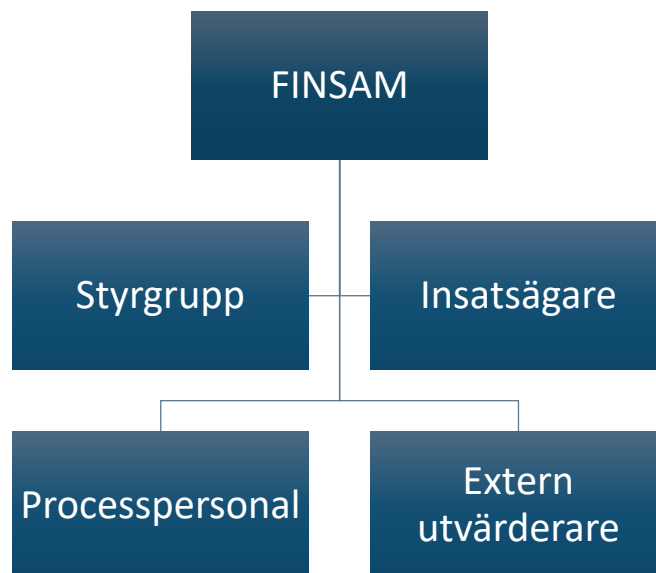 FINSAM
Styrgrupp
Insatsägare
Processpersonal
Extern
utvärderare